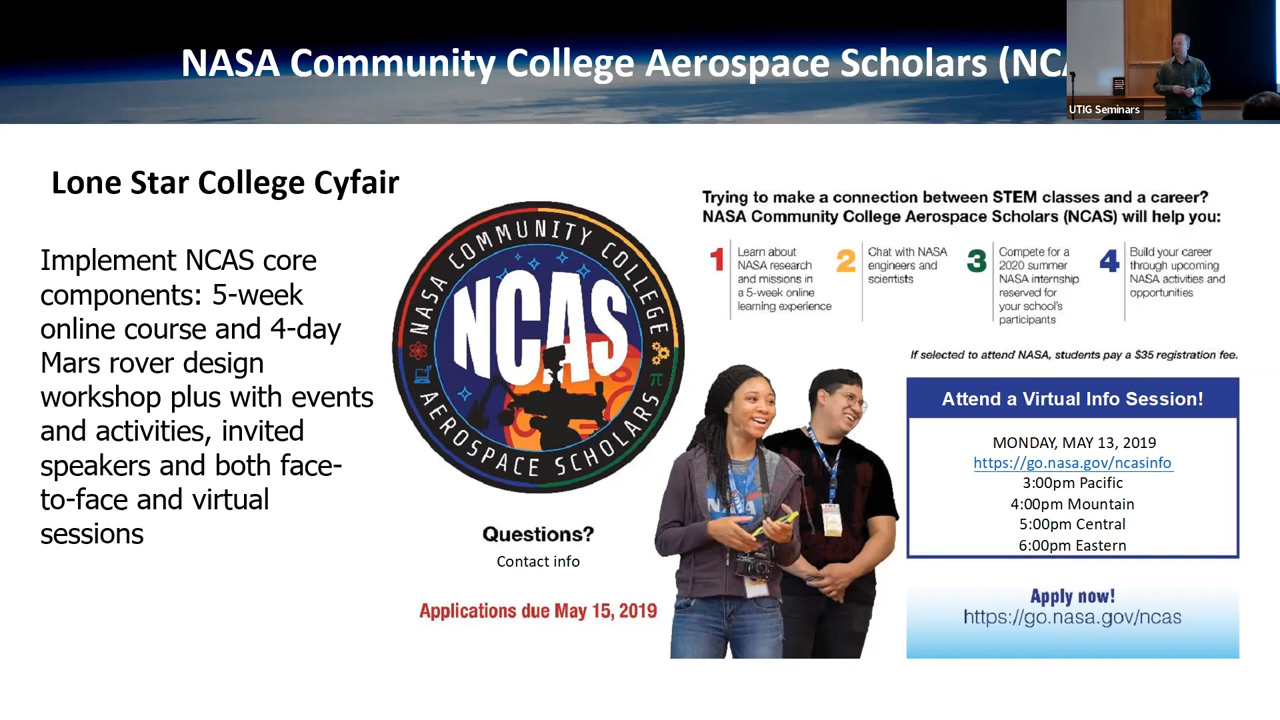 NASA Community College Aerospace Scholars (NCA
UTIG Seminars
Lone Star College Cyfair
Implement NCAS core
components: 5-week
online course and 4-day
Mars rover design
workshop plus with events
and activities, invited
speakers and both face-
to-face and virtual
sessions
NASA COMMUNITY COLLEGE
NCAS
AEROSPACE SCHOLARS
π
Questions?
Contact info
Applications due May 15, 2019
Trying to make a connection between STEM classes and a career?
NASA Community College Aerospace Scholars (NCAS) will help you:
1
Learn about
NASA research
and missions in
a 5-week online
learning experience
2
Chat with NASA
engineers and
scientists
3
Compete for a
2020 summer
NASA internship
reserved for
your school's
participants
4
Build your career
through upcoming
NASA activities and
opportunities
If selected to attend NASA, students pay a $35 registration fee.
NASA
Attend a Virtual Info Session!
MONDAY, MAY 13, 2019
https://go.nasa.gov/ncasinfo
3:00pm Pacific
4:00pm Mountain
5:00pm Central
6:00pm Eastern
Apply now!
https://go.nasa.gov/ncas